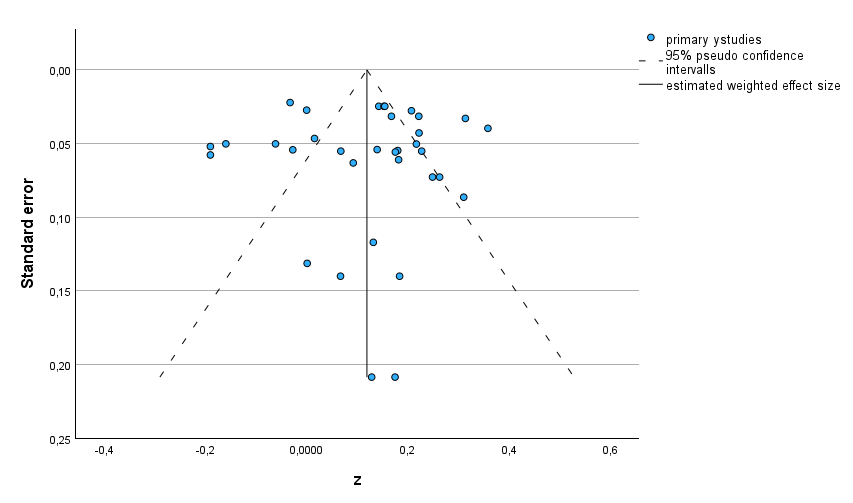 primary ystudies
95% pseudo confidence
intervalls
estimated weighted effect size
Standard error
0,00
0,05
0,10
0,15
0,20
0,25
-0,4
-0,2
0,0000
0,2
0,4
0,6
z